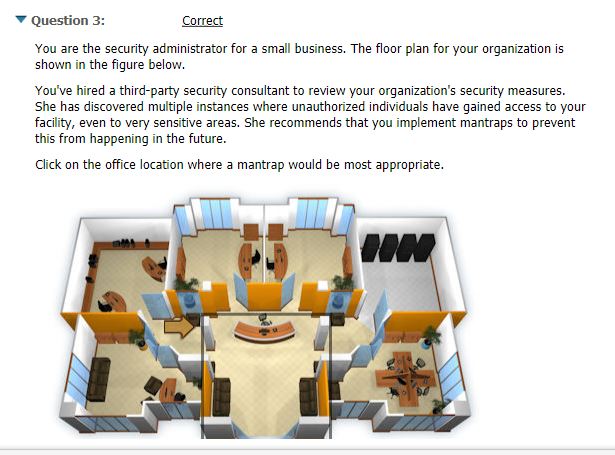 Question 3: Correct
You are the security administrator for a small business. The floor plan for your organization is
shown in the figure below.
You've hired a third-party security consultant to review your organization's security measures.
She has discovered multiple instances where unauthorized individuals have gained access to your
facility, even to very sensitive areas. She recommends that you implement mantraps to prevent
this from happening in the future.
Click on the office location where a mantrap would be most appropriate.